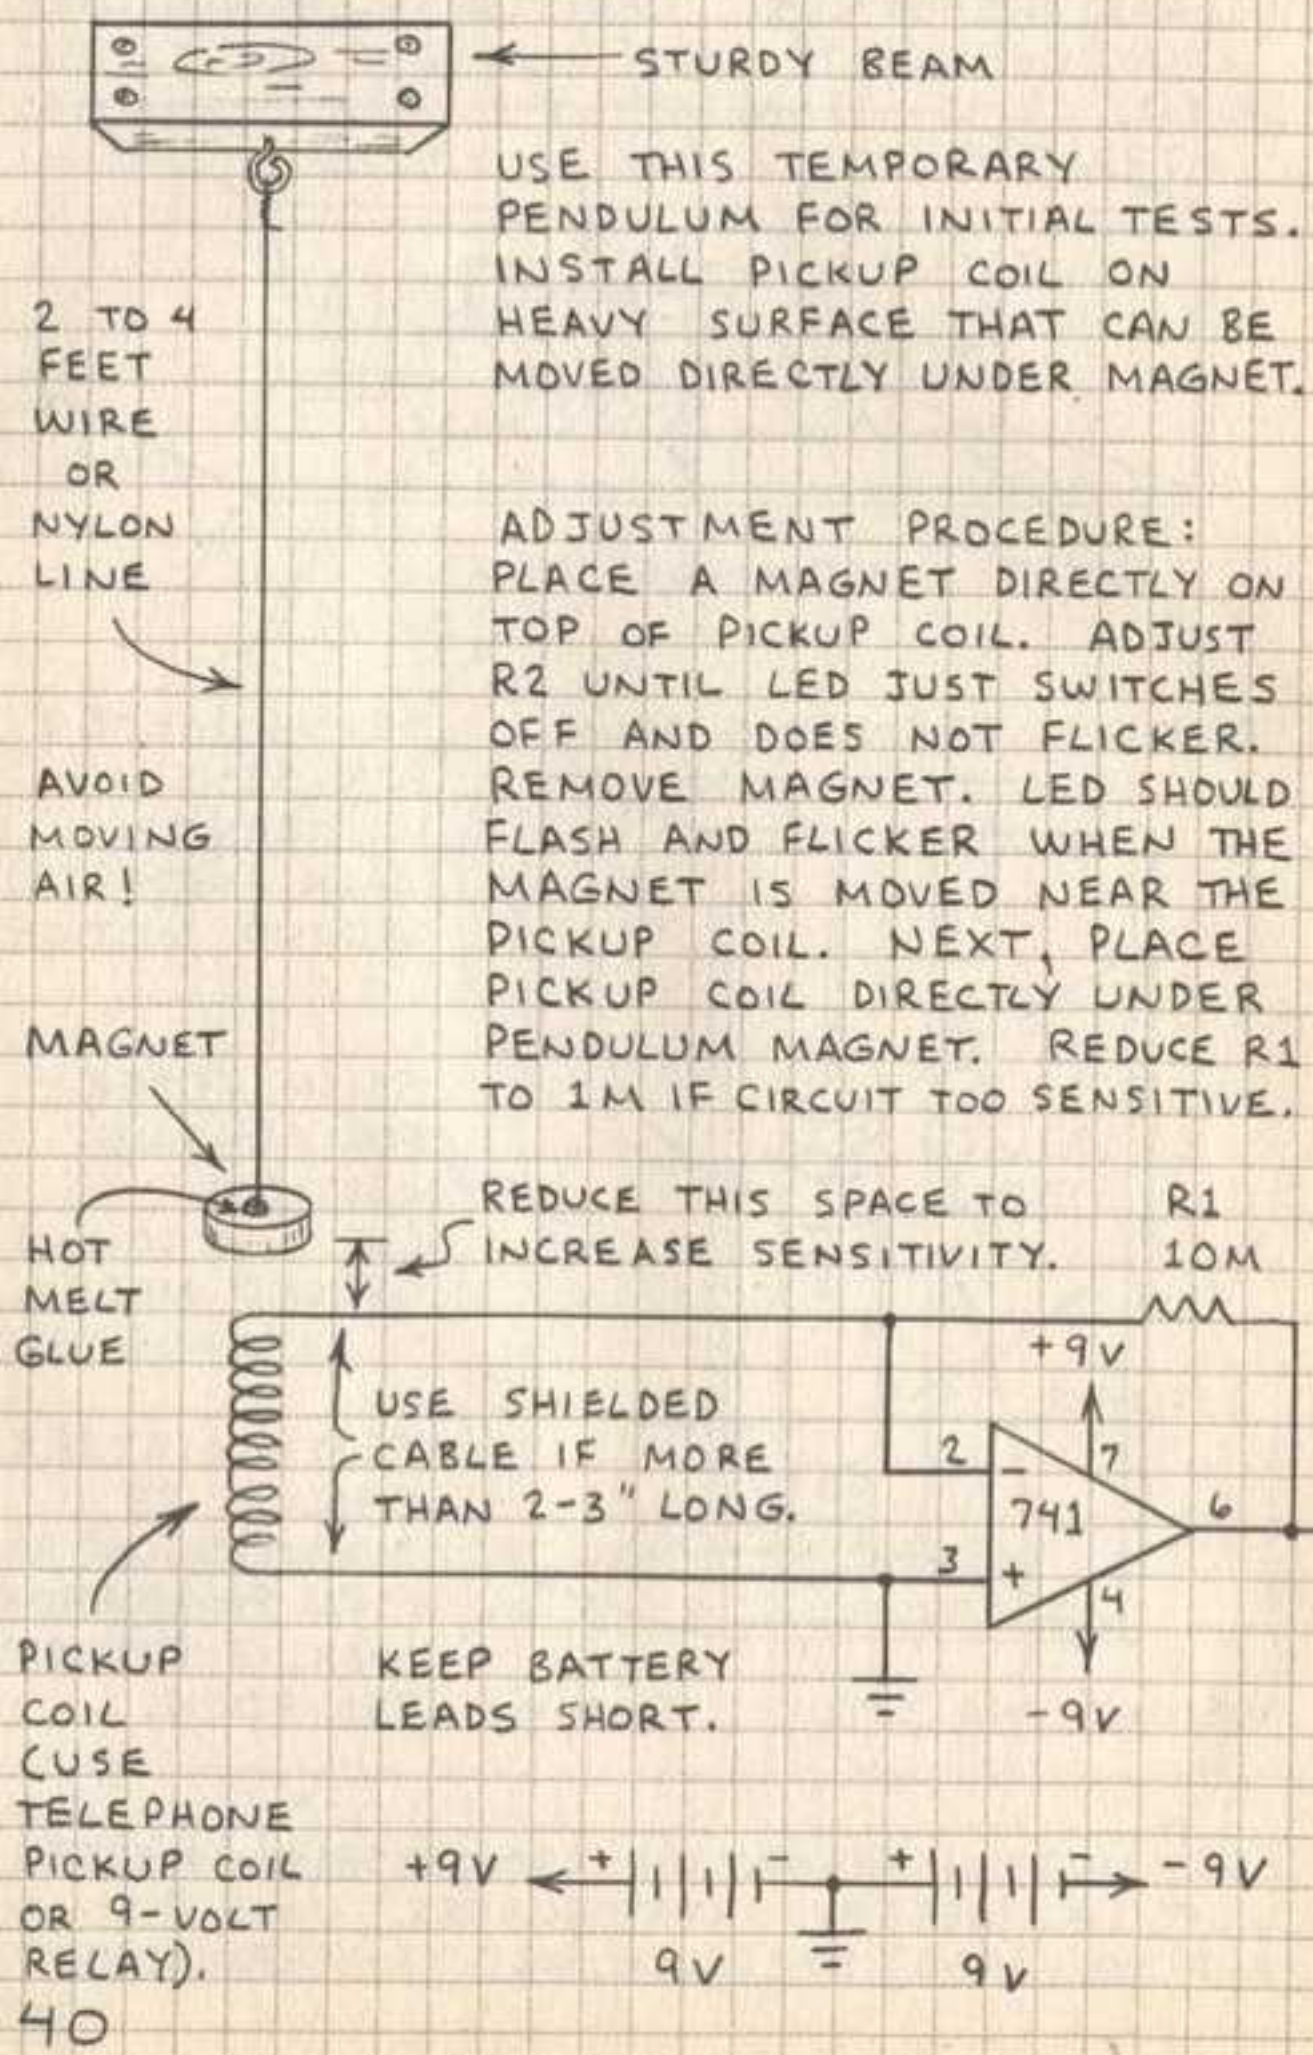 STURDY BEAM
USE THIS TEMPORARY
PENDULUM FOR INITIAL TESTS.
INSTALL PICKUP COIL ON
HEAVY SURFACE THAT CAN BE
MOVED DIRECTLY UNDER MAGNET.
2 TO 4
FEET
WIRE
OR
NYLON
LINE
ADJUSTMENT PROCEDURE:
PLACE A MAGNET DIRECTLY ON
TOP OF PICKUP COIL. ADJUST
R2 UNTIL LED JUST SWITCHES
OFF AND DOES NOT FLICKER.
REMOVE MAGNET. LED SHOULD
FLASH AND FLICKER WHEN THE
MAGNET IS MOVED NEAR THE
PICKUP COIL. NEXT, PLACE
PICKUP COIL DIRECTLY UNDER
PENDULUM MAGNET. REDUCE R1
TO 1M IF CIRCUIT TOO SENSITIVE.
AVOID
MOVING
AIR!
MAGNET
HOT
MELT
GLUE
REDUCE THIS SPACE TO
INCREASE SENSITIVITY.
R1
10M
+9V
USE SHIELDED
CABLE IF MORE
THAN 2-3" LONG.
2
-
7
741
6
3
+
4
-9V
PICKUP
COIL
(USE
TELEPHONE
PICKUP COIL
OR 9-VOLT
RELAY).
KEEP BATTERY
LEADS SHORT.
+9V + - + - -9V
9V 9V
40